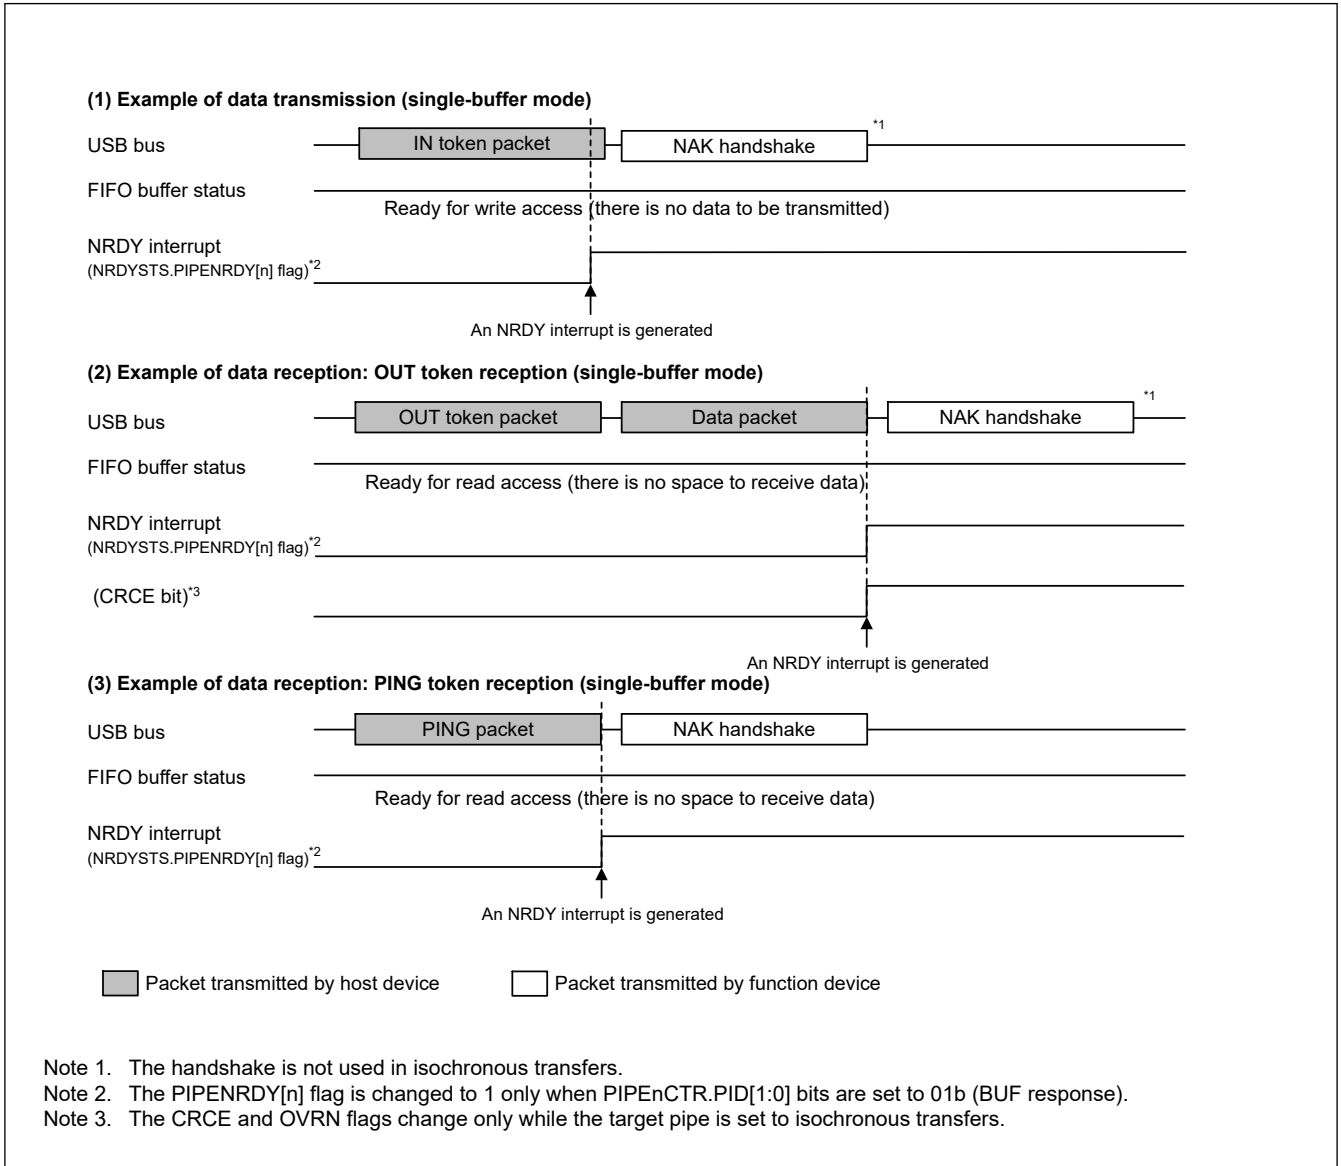 (1) Example of data transmission (single-buffer mode)
USB bus
IN token packet
NAK handshake
*1
FIFO buffer status
Ready for write access (there is no data to be transmitted)
NRDY interrupt
(NRDYSTS.PIPENRDY[n] flag)*2
An NRDY interrupt is generated
(2) Example of data reception: OUT token reception (single-buffer mode)
USB bus
OUT token packet
Data packet
NAK handshake
*1
FIFO buffer status
Ready for read access (there is no space to receive data)
NRDY interrupt
(NRDYSTS.PIPENRDY[n] flag)*2
(CRCE bit)*3
An NRDY interrupt is generated
(3) Example of data reception: PING token reception (single-buffer mode)
USB bus
PING packet
NAK handshake
FIFO buffer status
Ready for read access (there is no space to receive data)
NRDY interrupt
(NRDYSTS.PIPENRDY[n] flag)*2
An NRDY interrupt is generated
Packet transmitted by host device
Packet transmitted by function device
Note 1. The handshake is not used in isochronous transfers.
Note 2. The PIPENRDY[n] flag is changed to 1 only when PIPEnCTR.PID[1:0] bits are set to 01b (BUF response).
Note 3. The CRCE and OVRN flags change only while the target pipe is set to isochronous transfers.